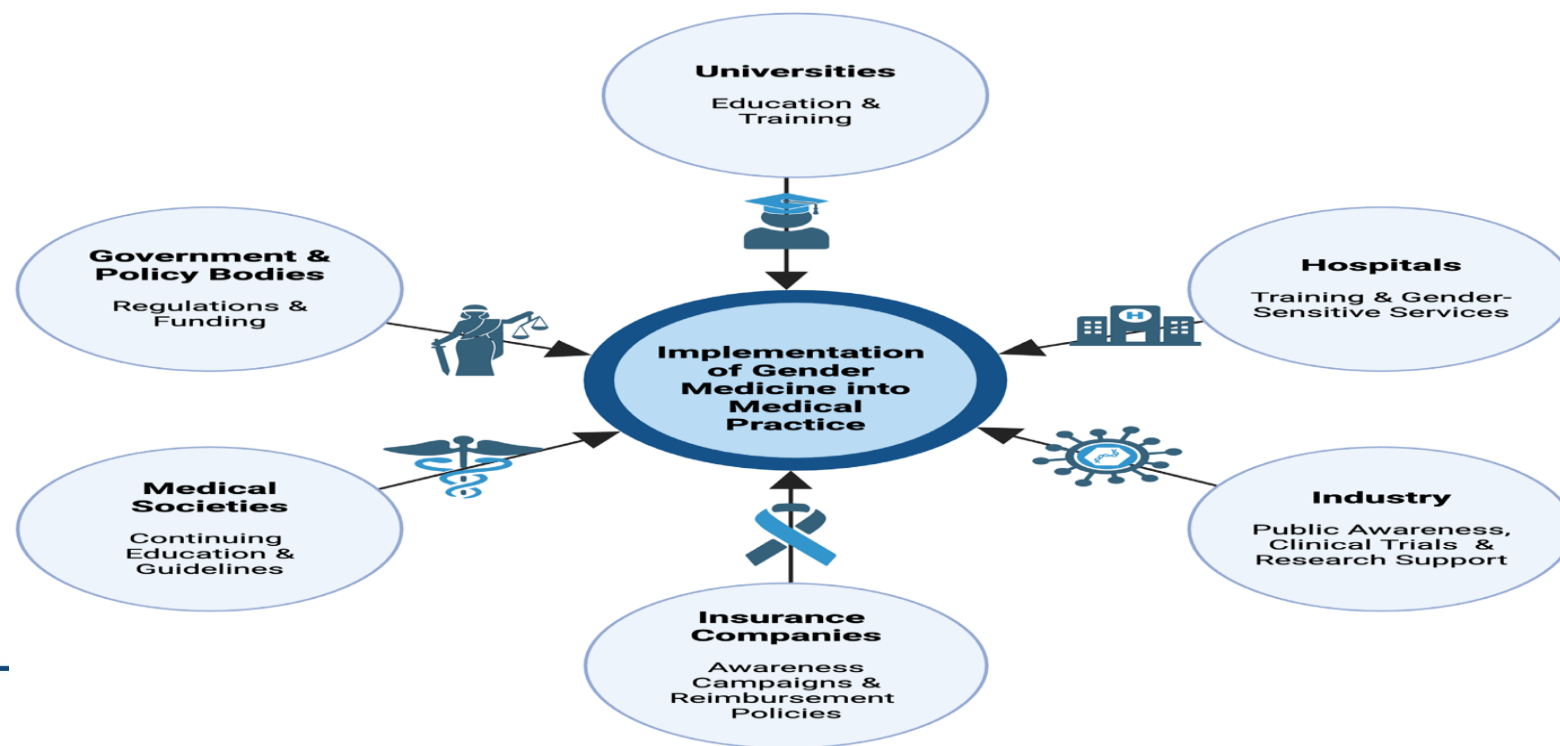 Universities
Education &
Training
Government &
Policy Bodies
Regulations &
Funding
Hospitals
Training & Gender-
Sensitive Services
H
Implementation
of Gender
Medicine into
Medical
Practice
Medical
Societies
Continuing
Education &
Guidelines
Industry
Public Awareness,
Clinical Trials &
Research Support
Insurance
Companies
Awareness
Campaigns &
Reimbursement
Policies